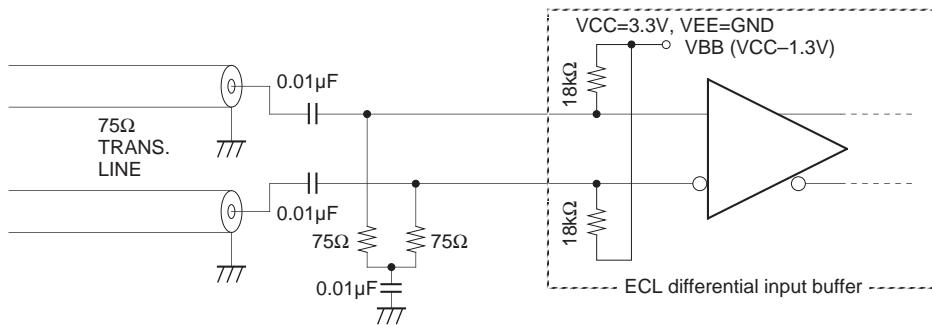 VCC=3.3V, VEE=GND
VBB (VCC–1.3V)
0.01µF
18kΩ
75Ω
TRANS.
LINE
0.01µF
18kΩ
75Ω
75Ω
0.01µF
ECL differential input buffer